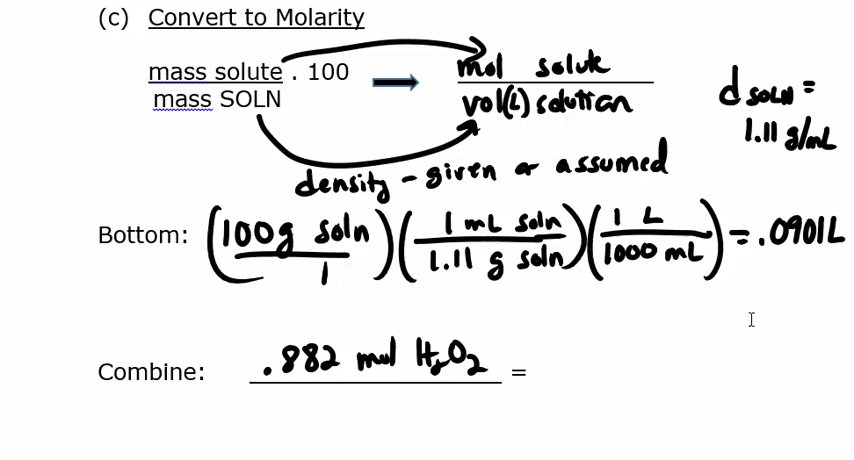 (c) Convert to Molarity
mass solute . 100
mass SOLN
mol solute
vol(L) solution
d SOLN =
1.11 g/mL
density - given or assumed
Bottom: (100g soln / 1) (1 mL soln / 1.11 g soln) (1 L / 1000 mL) = .0901L
Combine: .882 mol H₂O₂ =